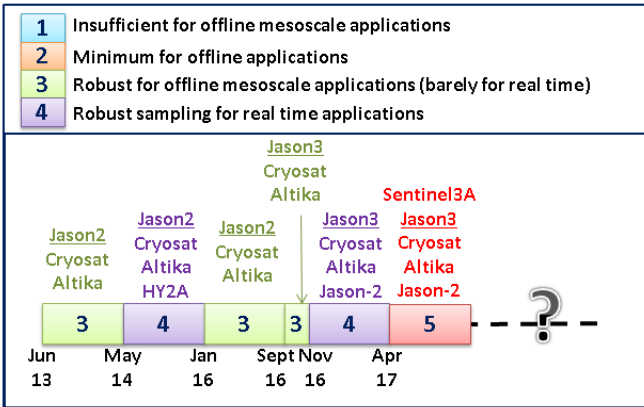 1 Insufficient for offline mesoscale applications
2 Minimum for offline applications
3 Robust for offline mesoscale applications (barely for real time)
4 Robust sampling for real time applications
Jason3
Cryosat
Altika
Jason2
Cryosat
Altika
Jason2
Cryosat
Altika
HY2A
Jason2
Cryosat
Altika
Jason3
Cryosat
Altika
Jason-2
Sentinel3A
Jason3
Cryosat
Altika
Jason-2
3 4 3 3 4 5 ?
Jun May Jan Sept Nov Apr
13 14 16 16 16 17